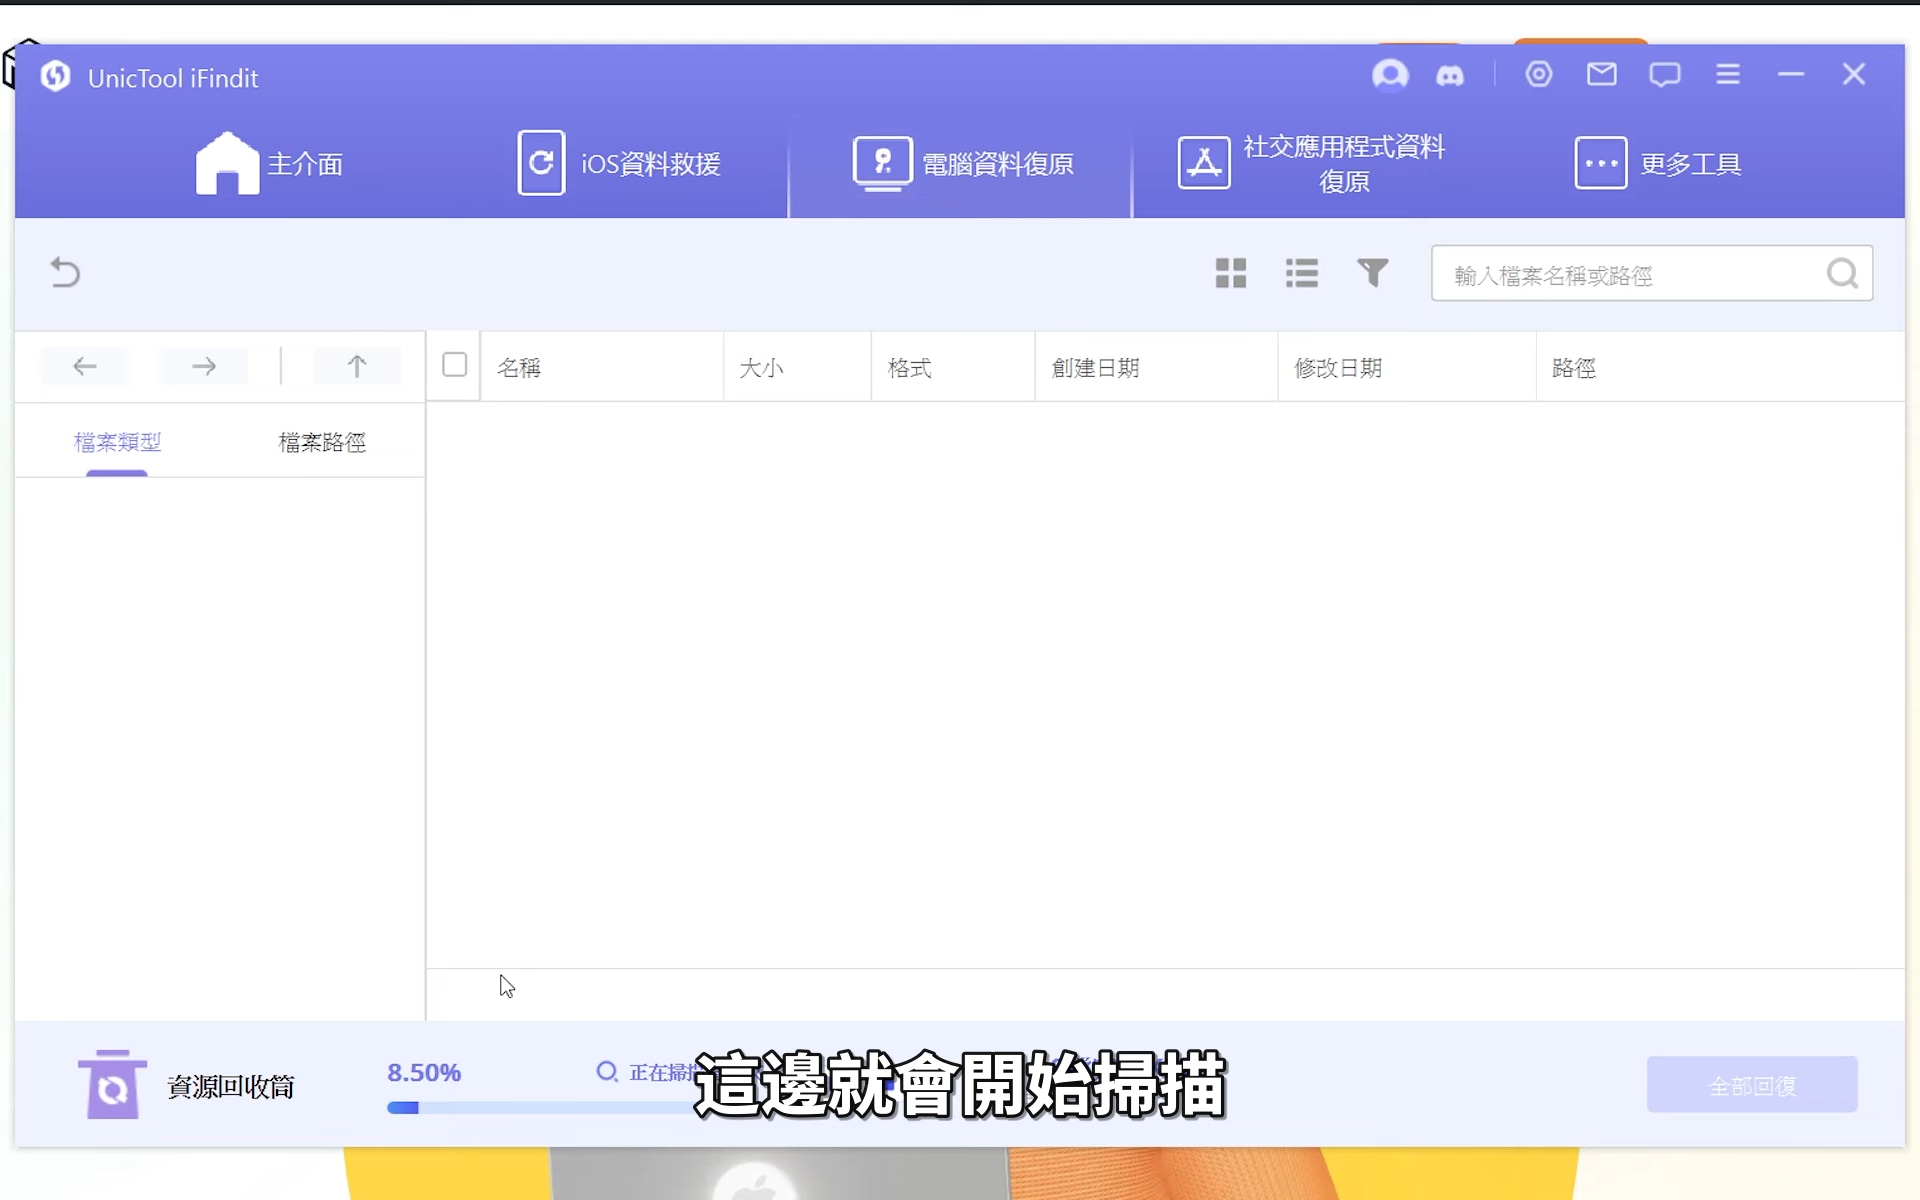 UnicTool iFindit
主介面
iOS資料救援
電腦資料復原
社交應用程式資料
復原
更多工具
輸入檔案名稱或路徑
名稱
大小
格式
創建日期
修改日期
路徑
檔案類型
檔案路徑
資源回收筒
8.50%
正在掃
這邊就會開始掃描
全部回復